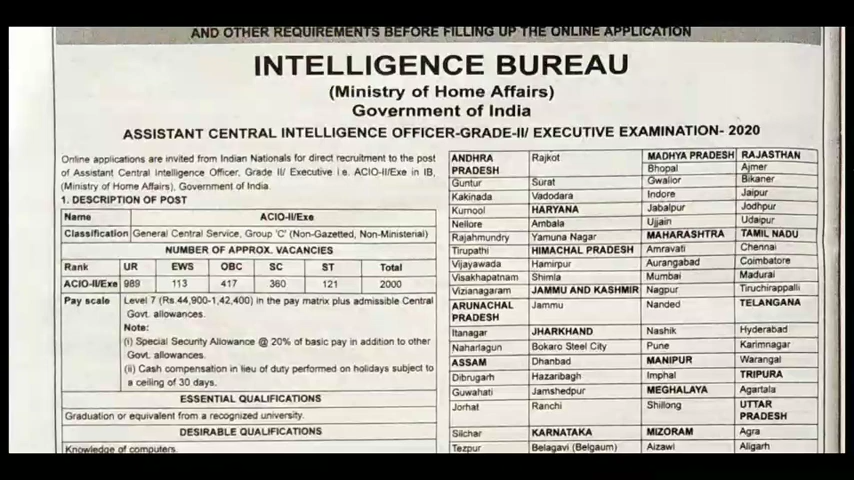 AND OTHER REQUIREMENTS BEFORE FILLING UP THE ONLINE APPLICATION
INTELLIGENCE BUREAU
(Ministry of Home Affairs)
Government of India
ASSISTANT CENTRAL INTELLIGENCE OFFICER-GRADE-II/ EXECUTIVE EXAMINATION- 2020
Online applications are invited from Indian Nationals for direct recruitment to the post
of Assistant Central Intelligence Officer, Grade II/ Executive i.e. ACIO-II/Exe in IB,
(Ministry of Home Affairs), Government of India.
1. DESCRIPTION OF POST
Name ACIO-II/Exe
Classification General Central Service, Group 'C' (Non-Gazetted, Non-Ministerial)
NUMBER OF APPROX. VACANCIES
Rank UR EWS OBC SC ST Total
ACIO-II/Exe 989 113 417 360 121 2000
Pay scale Level 7 (Rs.44,900-1,42,400) in the pay matrix plus admissible Central
Govt. allowances.
Note:
(i) Special Security Allowance @ 20% of basic pay in addition to other
Govt. allowances.
(ii) Cash compensation in lieu of duty performed on holidays subject to
a ceiling of 30 days.
ESSENTIAL QUALIFICATIONS
Graduation or equivalent from a recognized university.
DESIRABLE QUALIFICATIONS
Knowledge of computers.
ANDHRA PRADESH Rajkot MADHYA PRADESH RAJASTHAN
Bhopal Ajmer
Guntur Surat Gwalior Bikaner
Kakinada Vadodara Indore Jaipur
Kurnool HARYANA Jabalpur Jodhpur
Nellore Ambala Ujjain Udaipur
Rajahmundry Yamuna Nagar MAHARASHTRA TAMIL NADU
Tirupathi HIMACHAL PRADESH Amravati Chennai
Vijayawada Hamirpur Aurangabad Coimbatore
Visakhapatnam Shimla Mumbai Madurai
Vizianagaram JAMMU AND KASHMIR Nagpur Tiruchirappalli
ARUNACHAL PRADESH Jammu Nanded TELANGANA
Itanagar JHARKHAND Nashik Hyderabad
Naharlagun Bokaro Steel City Pune Karimnagar
ASSAM Dhanbad MANIPUR Warangal
Dibrugarh Hazaribagh Imphal TRIPURA
Guwahati Jamshedpur MEGHALAYA Agartala
Jorhat Ranchi Shillong UTTAR PRADESH
Silchar KARNATAKA MIZORAM Agra
Tezpur Belagavi (Belgaum) Aizawl Aligarh